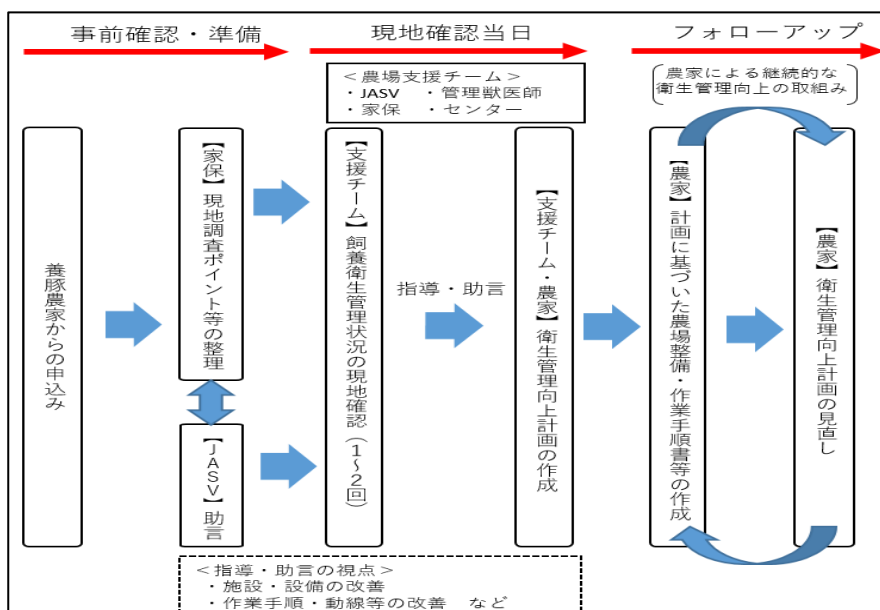 事前確認・準備
現地確認当日
フォローアップ
＜農場支援チーム＞
・JASV　・管理獣医師
・家保　・センター
農家による継続的な
衛生管理向上の取組み
養豚農家からの申込み
【家保】現地調査ポイント等の整理
【JASV】助言
【支援チーム】飼養衛生管理状況の現地確認（1～2回）
指導・助言
【支援チーム・農家】衛生管理向上計画の作成
【農家】計画に基づいた農場整備・作業手順書等の作成
【農家】衛生管理向上計画の見直し
＜指導・助言の視点＞
・施設・設備の改善
・作業手順・動線等の改善　など